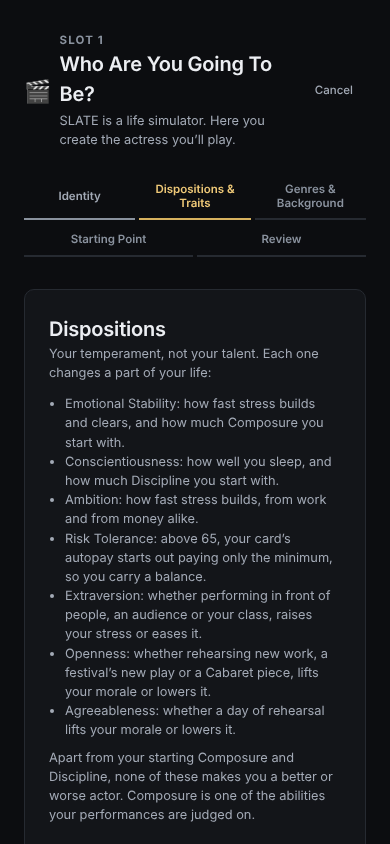 SLOT 1
Who Are You Going To
Be?
Cancel
SLATE is a life simulator. Here you
create the actress you’ll play.
Identity
Dispositions &
Traits
Genres &
Background
Starting Point
Review
Dispositions
Your temperament, not your talent. Each one
changes a part of your life:
• Emotional Stability: how fast stress builds
and clears, and how much Composure you
start with.
• Conscientiousness: how well you sleep, and
how much Discipline you start with.
• Ambition: how fast stress builds, from work
and from money alike.
• Risk Tolerance: above 65, your card’s
autopay starts out paying only the minimum,
so you carry a balance.
• Extraversion: whether performing in front of
people, an audience or your class, raises
your stress or eases it.
• Openness: whether rehearsing new work, a
festival’s new play or a Cabaret piece, lifts
your morale or lowers it.
• Agreeableness: whether a day of rehearsal
lifts your morale or lowers it.
Apart from your starting Composure and
Discipline, none of these makes you a better or
worse actor. Composure is one of the abilities
your performances are judged on.